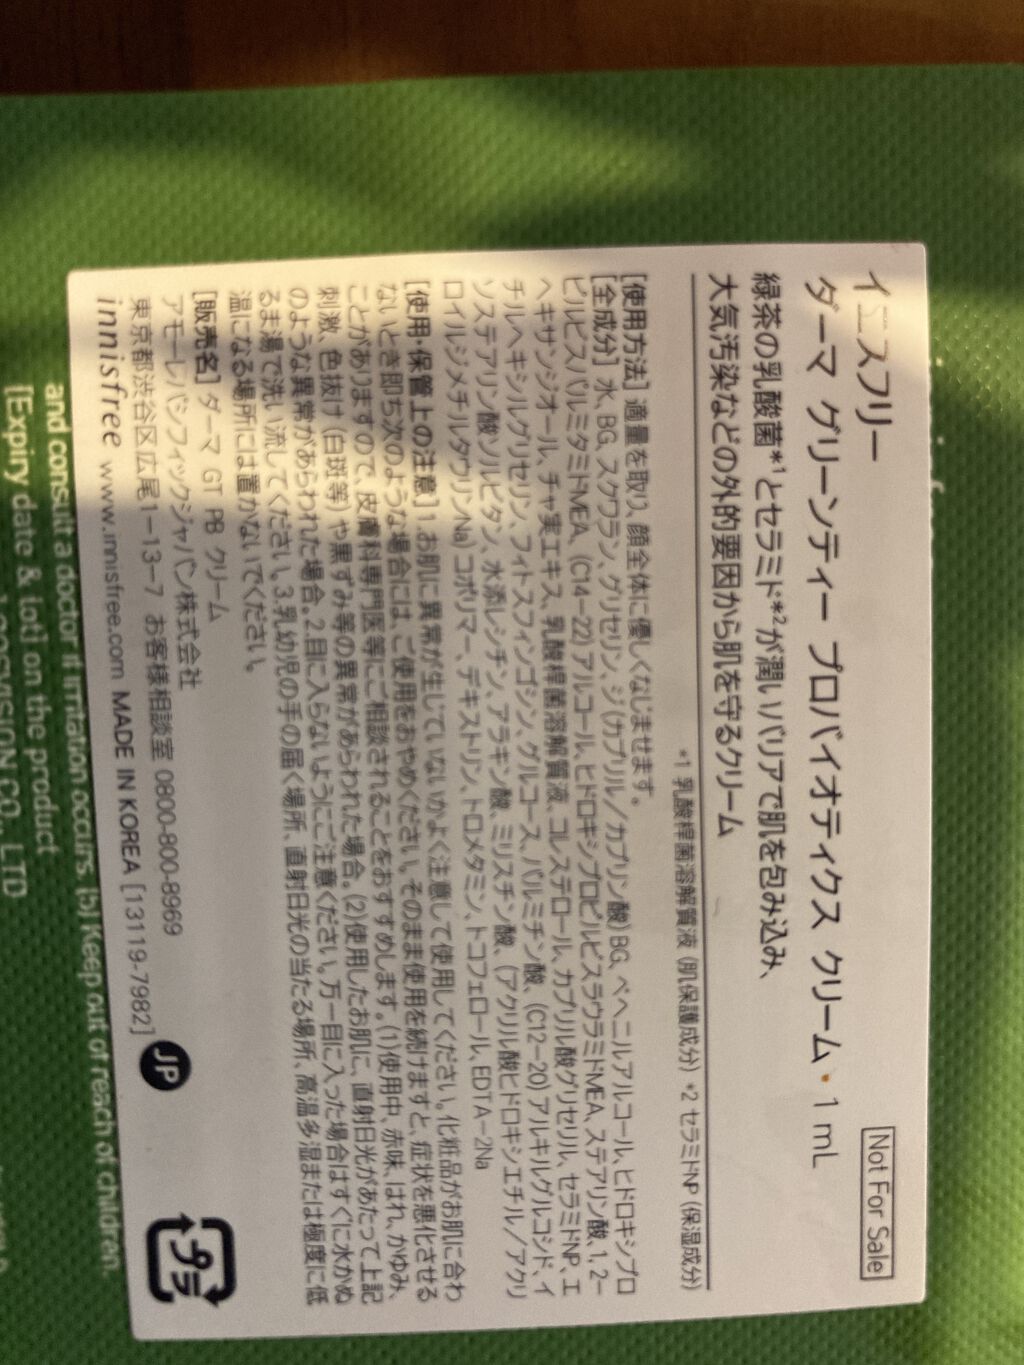 イニスフリー
Not For Sale
ダーマ グリーンティー プロバイオティクス クリーム・1 mL
緑茶の乳酸菌*1とセラミド*2が潤いバリアで肌を包み込み、
大気汚染などの外的要因から肌を守るクリーム
*1 乳酸桿菌溶解質液（肌保護成分）*2 セラミドNP（保湿成分）
[使用方法] 適量を取り、顔全体に優しくなじませます。
[全成分] 水、BG、スクワラン、グリセリン、ジ（カプリル／カプリン酸）BG、ベヘニルアルコール、ヒドロキシプロ
ピルビスパルミタミドMEA、（C14−22）アルコール、ヒドロキシプロピルビスラウラミドMEA、ステアリン酸、1，2−
ヘキサンジオール、チャ実エキス、乳酸桿菌溶解質液、コレステロール、カプリル酸グリセリル、セラミドNP、エ
チルヘキシルグリセリン、フィトスフィンゴシン、グルコース、パルミチン酸、（C12−20）アルキルグルコシド、イ
ソステアリン酸ソルビタン、水添レシチン、アラキン酸、ミリスチン酸、（アクリル酸ヒドロキシエチル／アクリ
ロイルジメチルタウリンNa）コポリマー、デキストリン、トロメタミン、トコフェロール、EDTA−2Na
[使用・保管上の注意] 1.お肌に異常が生じていないかよく注意して使用してください。化粧品がお肌に合わ
ないとき即ち次のような場合には、ご使用をおやめください。そのまま使用を続けますと、症状を悪化させる
ことがありますので、皮膚科専門医等にご相談されることをおすすめします。(1)使用中、赤味、はれ、かゆみ、
刺激、色抜け（白斑等）や黒ずみ等の異常があらわれた場合。(2)使用したお肌に、直射日光があたって上記
のような異常があらわれた場合。2.目に入らないようにご注意ください。万一目に入った場合はすぐに水かぬ
るま湯で洗い流してください。3.乳幼児の手の届く場所、直射日光の当たる場所、高温多湿または極度に低
温になる場所には置かないでください。
[販売名] ダーマ GT PB クリーム
アモーレパシフィックジャパン株式会社
東京都渋谷区広尾1−13−7 お客様相談室 0800-800-8969
innisfree www.innisfree.com MADE IN KOREA [13119-7982]
JP
プラ
and consult a doctor if irritation occurs. (5) Keep out of reach of children.
[Expiry date & lot] on the product
COSVISION CO., LTD